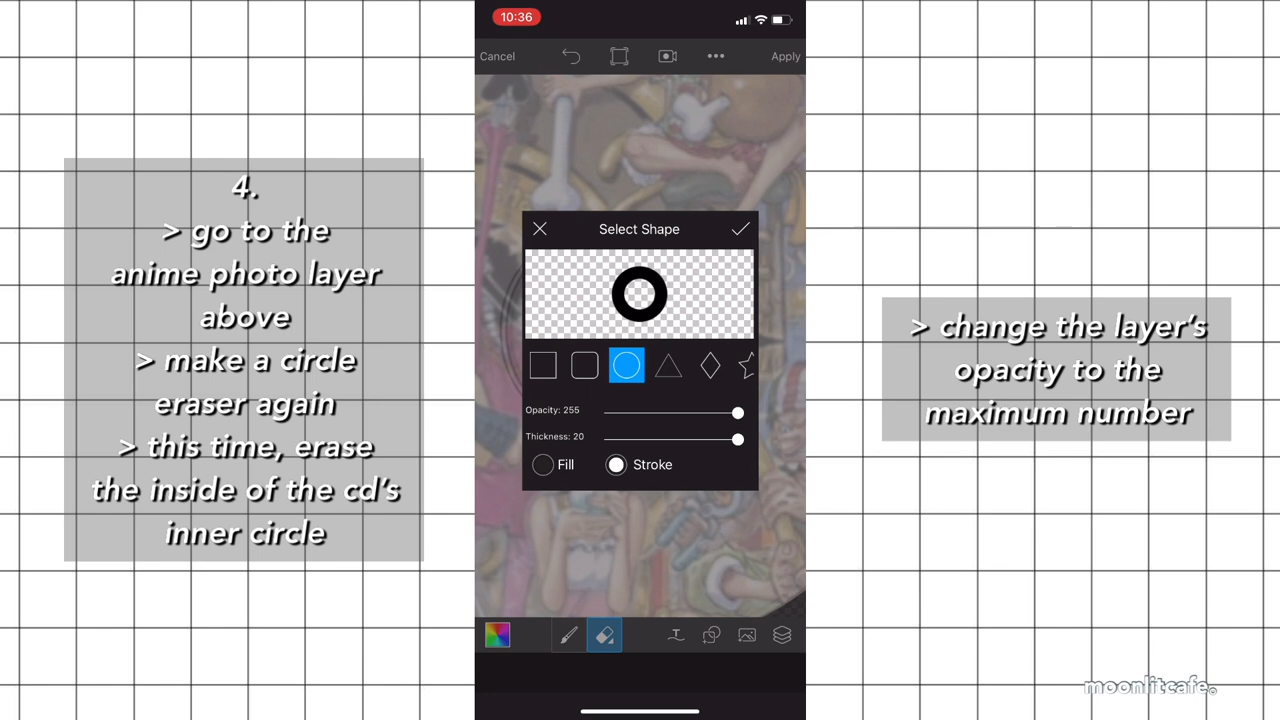 4.
> go to the
anime photo layer
above
> make a circle
eraser again
> this time, erase
the inside of the cd's
inner circle
10:36
Cancel
Apply
Select Shape
Opacity: 255
Thickness: 20
Fill
Stroke
T
> change the layer's
opacity to the
maximum number
moonlitcafe.